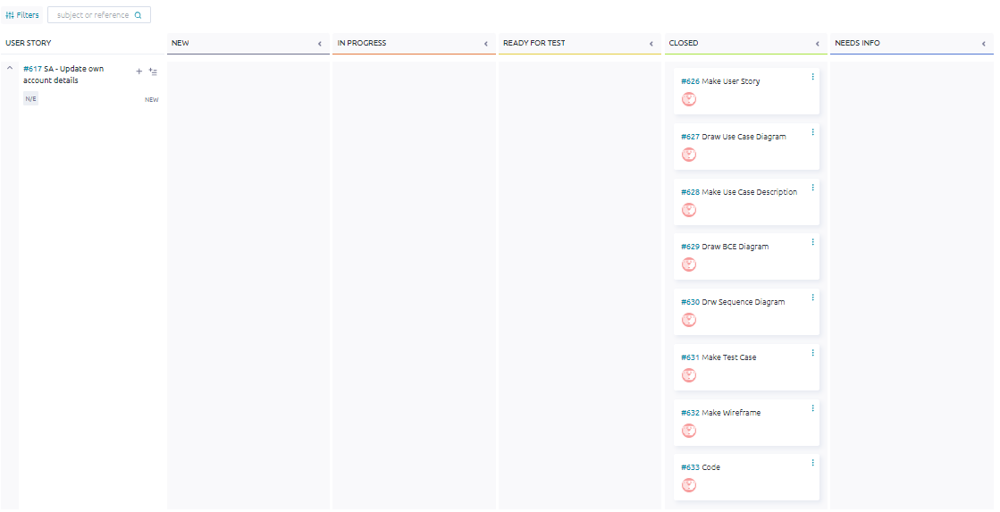 Filters
subject or reference
USER STORY
NEW
IN PROGRESS
READY FOR TEST
CLOSED
NEEDS INFO
#617 SA - Update own
account details
N/E
NEW
#626 Make User Story
#627 Draw Use Case Diagram
#628 Make Use Case Description
#629 Draw BCE Diagram
#630 Drw Sequence Diagram
#631 Make Test Case
#632 Make Wireframe
#633 Code